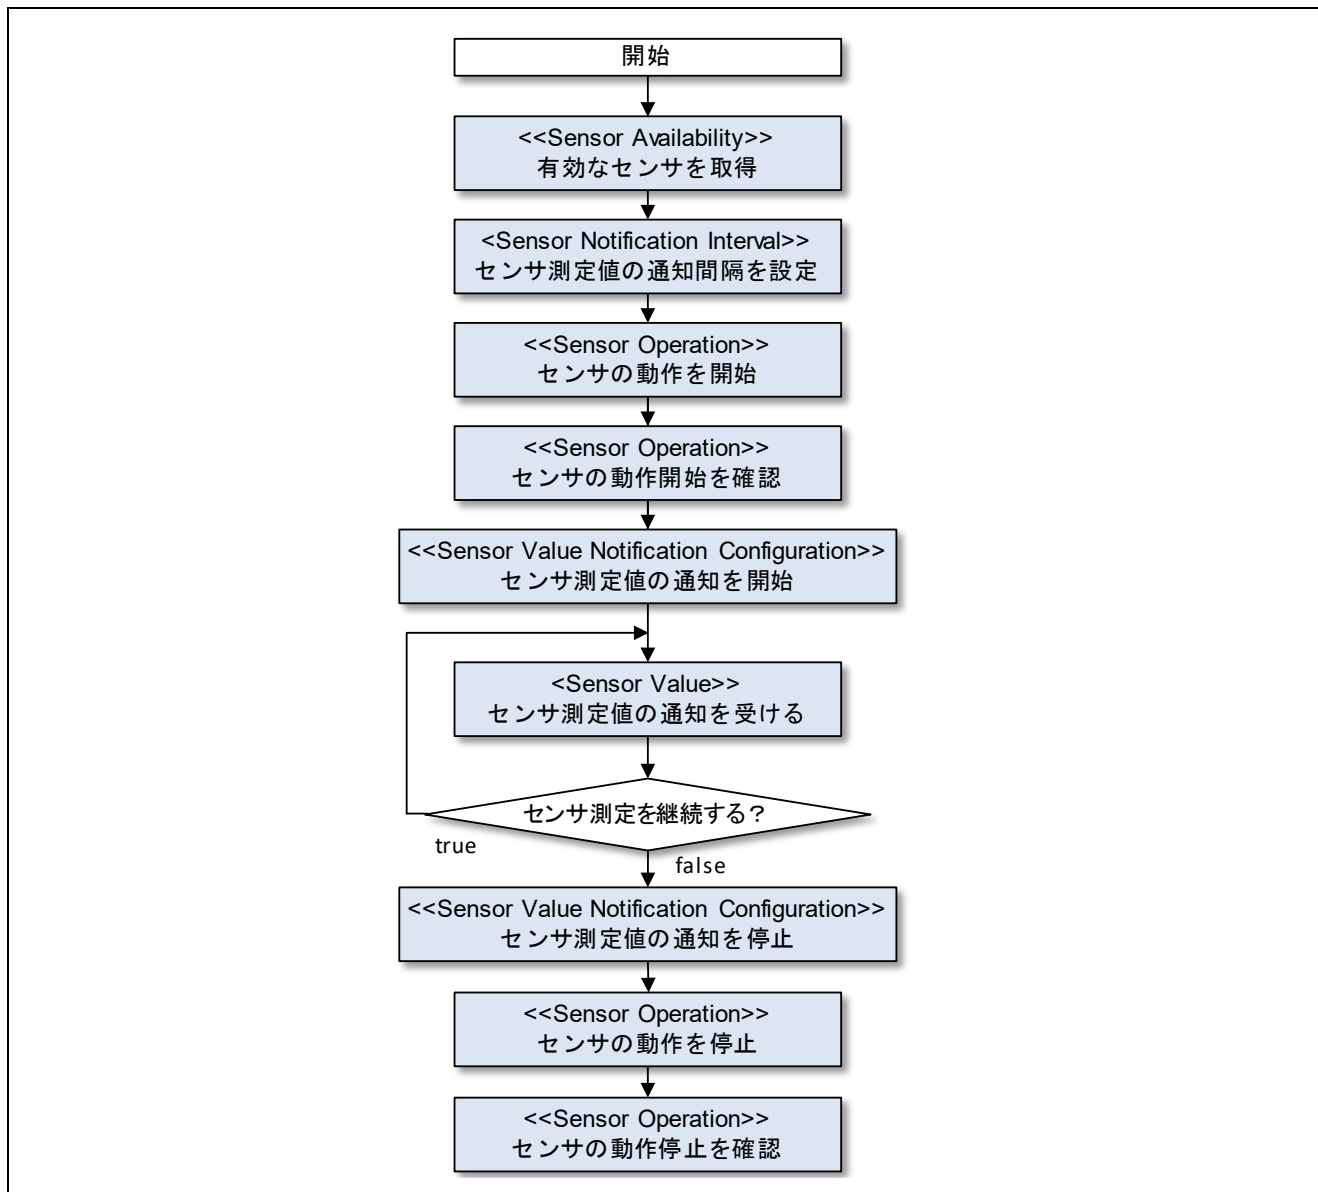 開始
<<Sensor Availability>>
有効なセンサを取得
<Sensor Notification Interval>>
センサ測定値の通知間隔を設定
<<Sensor Operation>>
センサの動作を開始
<<Sensor Operation>>
センサの動作開始を確認
<<Sensor Value Notification Configuration>>
センサ測定値の通知を開始
<Sensor Value>>
センサ測定値の通知を受ける
センサ測定を継続する?
true
false
<<Sensor Value Notification Configuration>>
センサ測定値の通知を停止
<<Sensor Operation>>
センサの動作を停止
<<Sensor Operation>>
センサの動作停止を確認